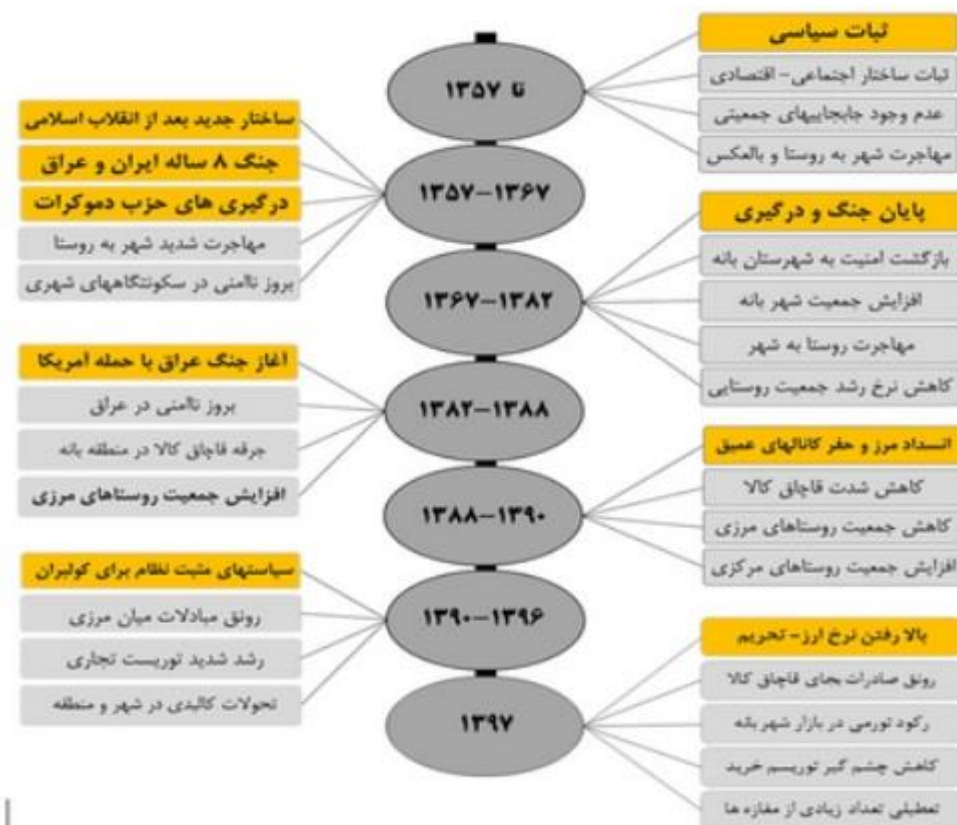 تا ۱۳۵۷
ثبات سیاسی
ثبات ساختار اجتماعی- اقتصادی
عدم وجود جابجاییهای جمعیتی
مهاجرت شهر به روستا و بالعکس
۱۳۵۷-۱۳۶۷
ساختار جدید بعد از انقلاب اسلامی
جنگ ۸ ساله ایران و عراق
درگیری های حزب دموکرات
مهاجرت شدید شهر به روستا
بروز ناامنی در سکونتگاههای شهری
۱۳۶۷-۱۳۸۲
پایان جنگ و درگیری
بازگشت امنیت به شهرستان بانه
افزایش جمعیت شهر بانه
مهاجرت روستا به شهر
کاهش نرخ رشد جمعیت روستایی
۱۳۸۲-۱۳۸۸
آغاز جنگ عراق با حمله آمریکا
بروز ناامنی در عراق
جرقه قاچاق کالا در منطقه بانه
افزایش جمعیت روستاهای مرزی
۱۳۸۸-۱۳۹۰
انسداد مرز و حفر کانالهای عمیق
کاهش شدت قاچاق کالا
کاهش جمعیت روستاهای مرزی
افزایش جمعیت روستاهای مرکزی
۱۳۹۰-۱۳۹۶
سیاستهای مثبت نظام برای کولبران
رونق مبادلات میان مرزی
رشد شدید توریست تجاری
تحولات کالبدی در شهر و منطقه
۱۳۹۷
بالا رفتن نرخ ارز- تحریم
رونق صادرات بجای قاچاق کالا
رکود تورمی در بازار شهر بانه
کاهش چشم گیر توریسم خرید
تعطیلی تعداد زیادی از مغازه ها